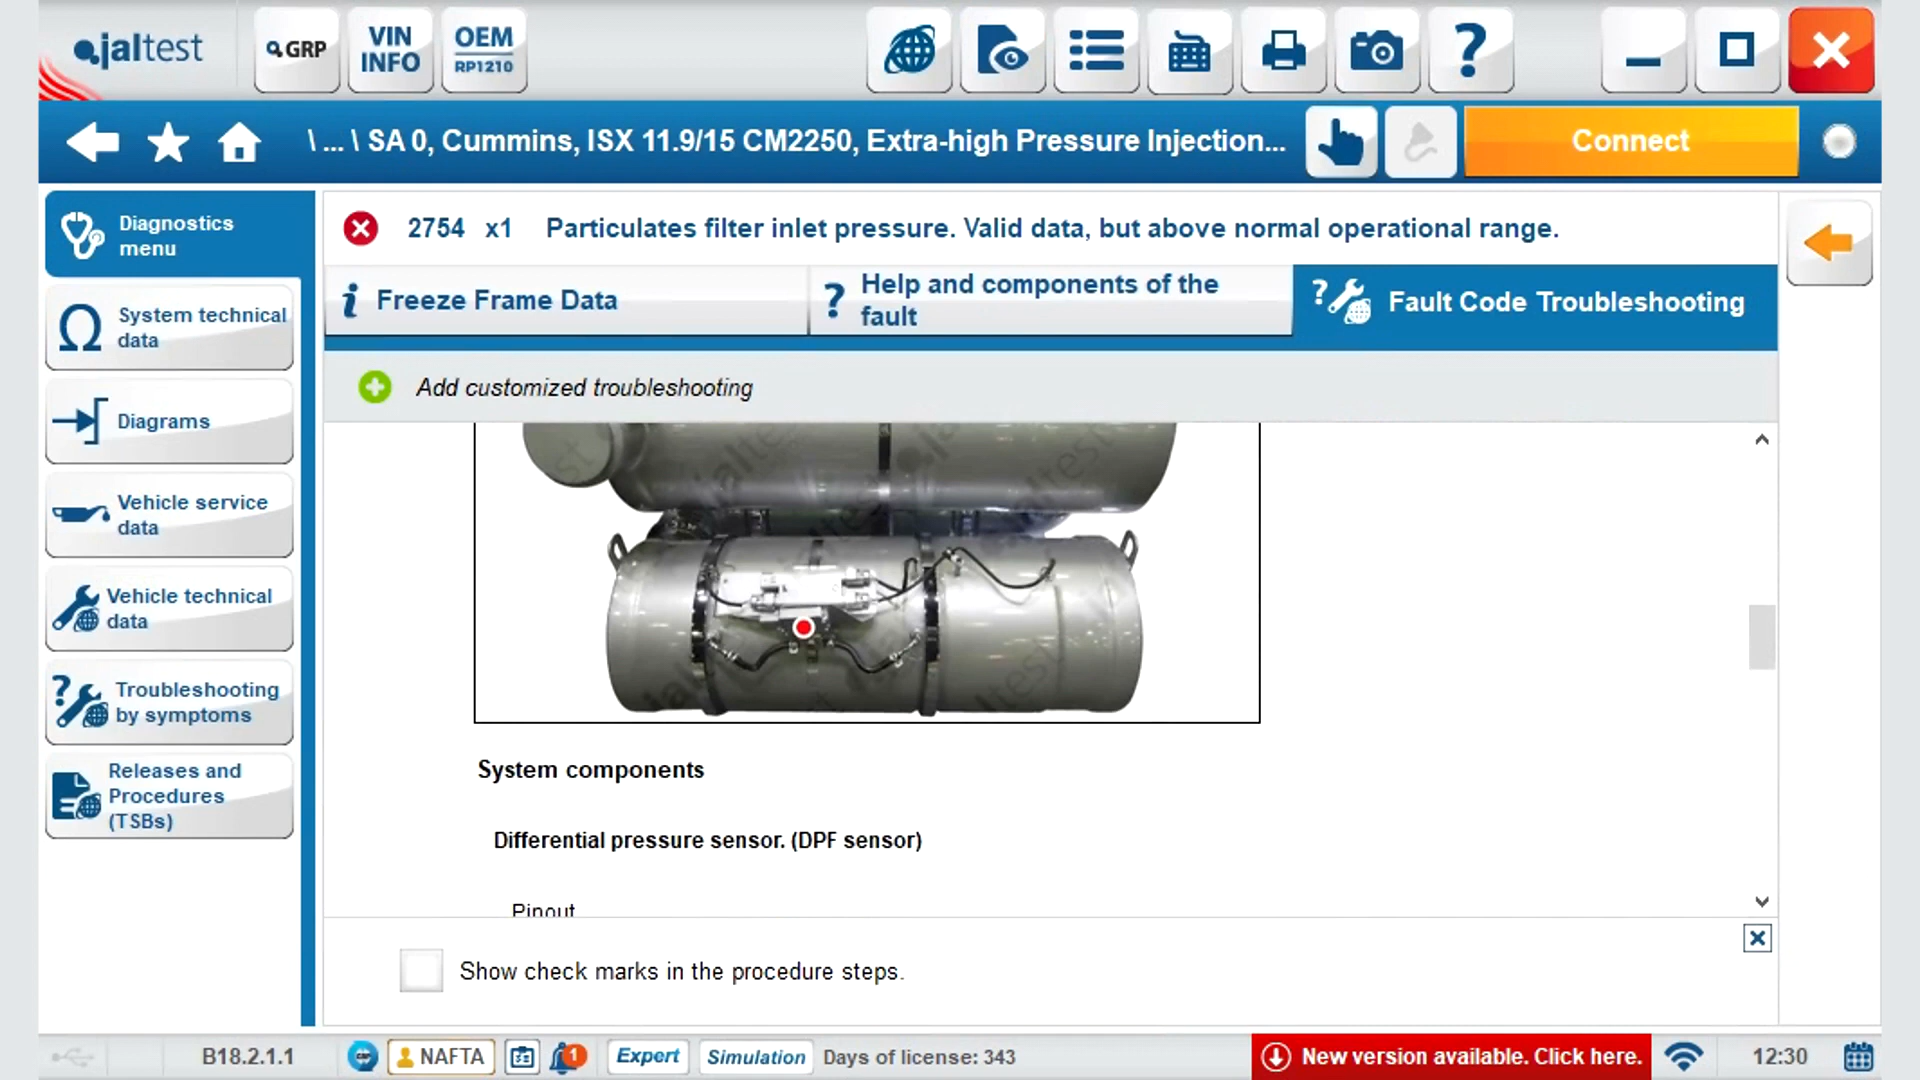 jaltest
GRP
VIN
INFO
OEM
RP1210
?
\ ... \ SA 0, Cummins, ISX 11.9/15 CM2250, Extra-high Pressure Injection...
Connect
Diagnostics
menu
System technical
data
Diagrams
Vehicle service
data
Vehicle technical
data
Troubleshooting
by symptoms
Releases and
Procedures
(TSBs)
2754 x1 Particulates filter inlet pressure. Valid data, but above normal operational range.
Freeze Frame Data
Help and components of the
fault
Fault Code Troubleshooting
Add customized troubleshooting
System components
Differential pressure sensor. (DPF sensor)
Pinout
Show check marks in the procedure steps.
B18.2.1.1
NAFTA
1
Expert
Simulation
Days of license: 343
New version available. Click here.
12:30